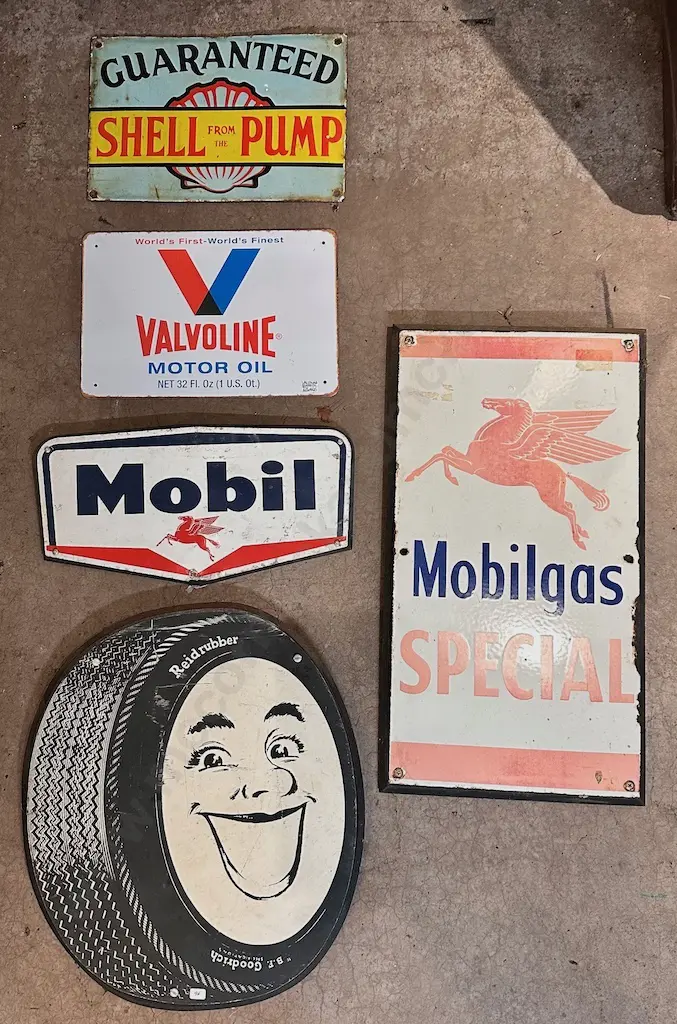 GUARANTEED
SHELL FROM THE PUMP
World's First-World's Finest
VALVOLINE®
MOTOR OIL
NET 32 Fl. Oz (1 U.S. Qt.)
Mobil
Mobilgas
SPECIAL
Reidrubber
"B.F. Goodrich